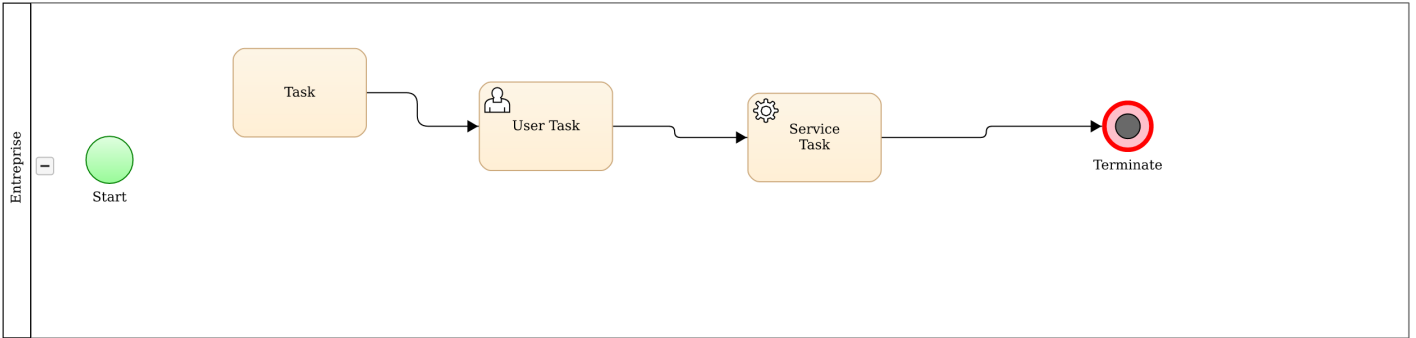 Entreprise
Start
Task
User Task
Service
Task
Terminate